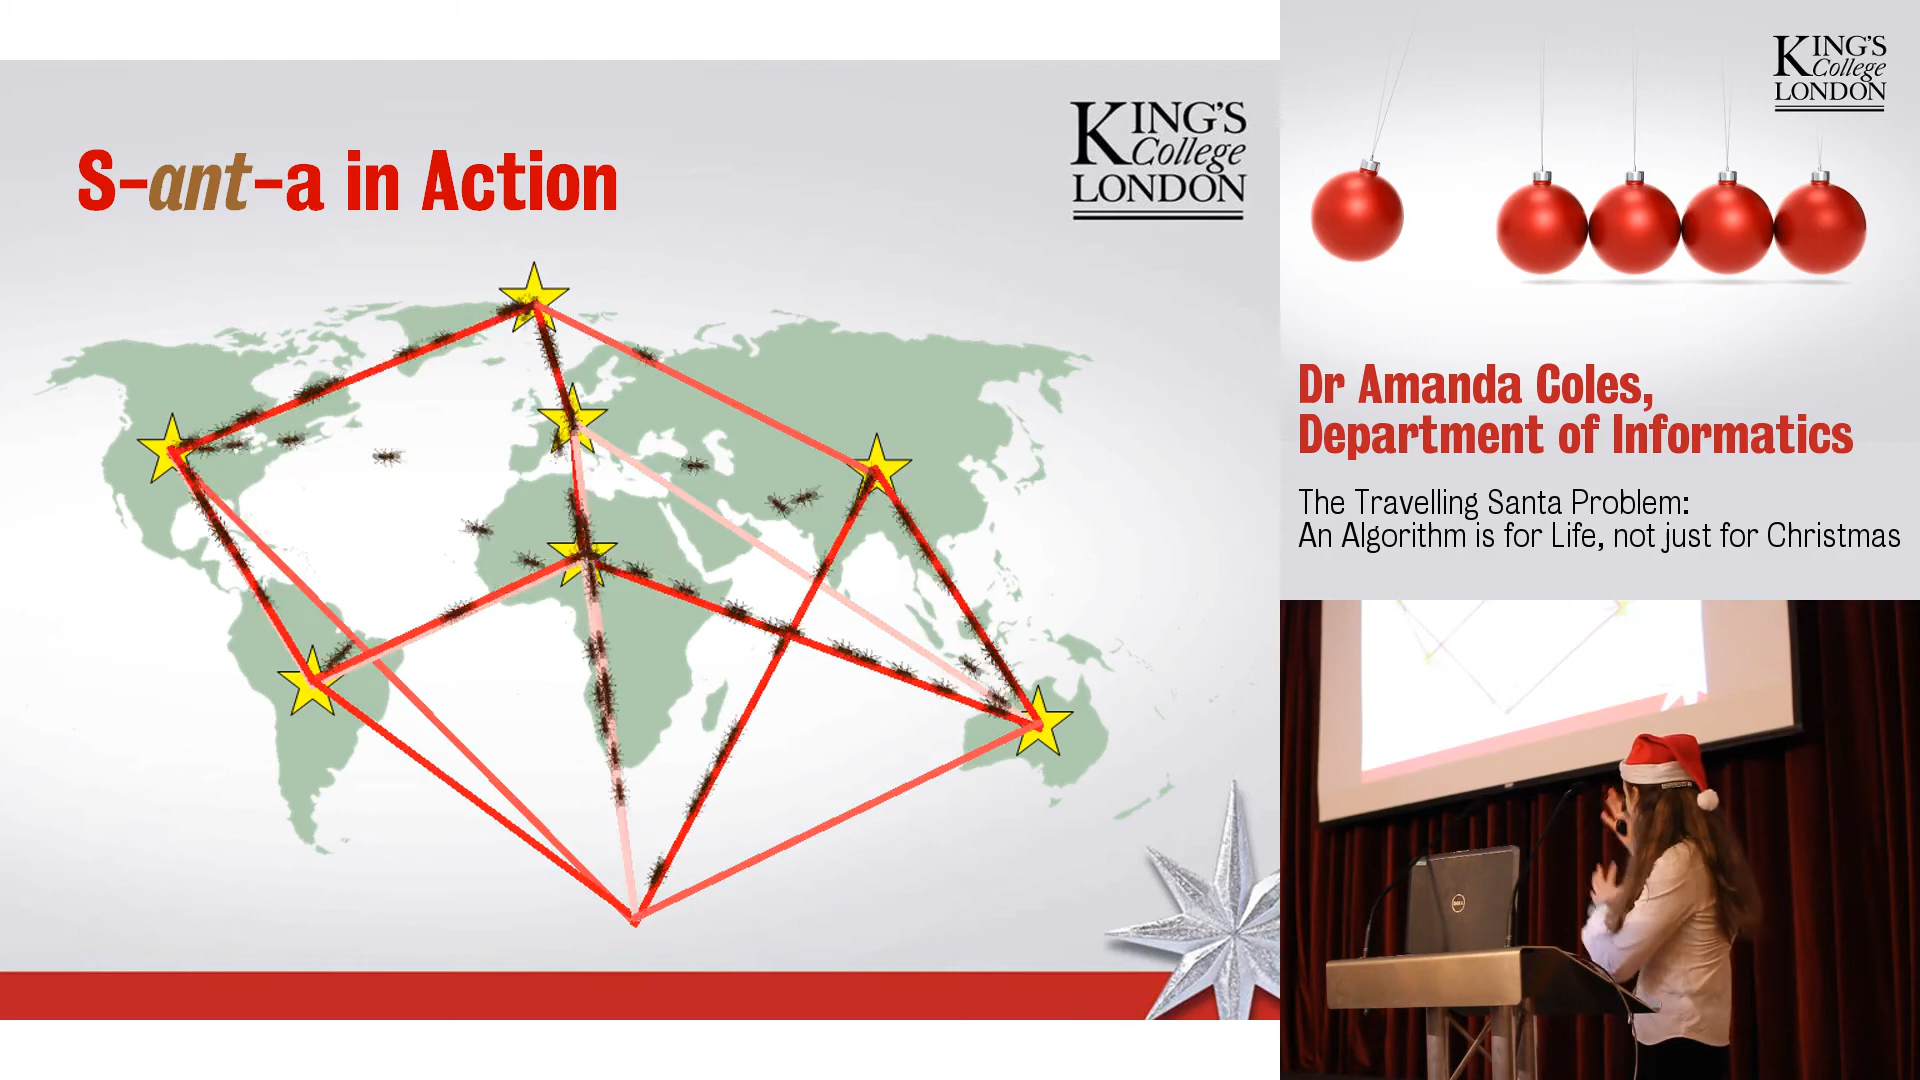 S-ant-a in Action
KING'S
College
LONDON
KING'S
College
LONDON
Dr Amanda Coles,
Department of Informatics
The Travelling Santa Problem:
An Algorithm is for Life, not just for Christmas
DELL